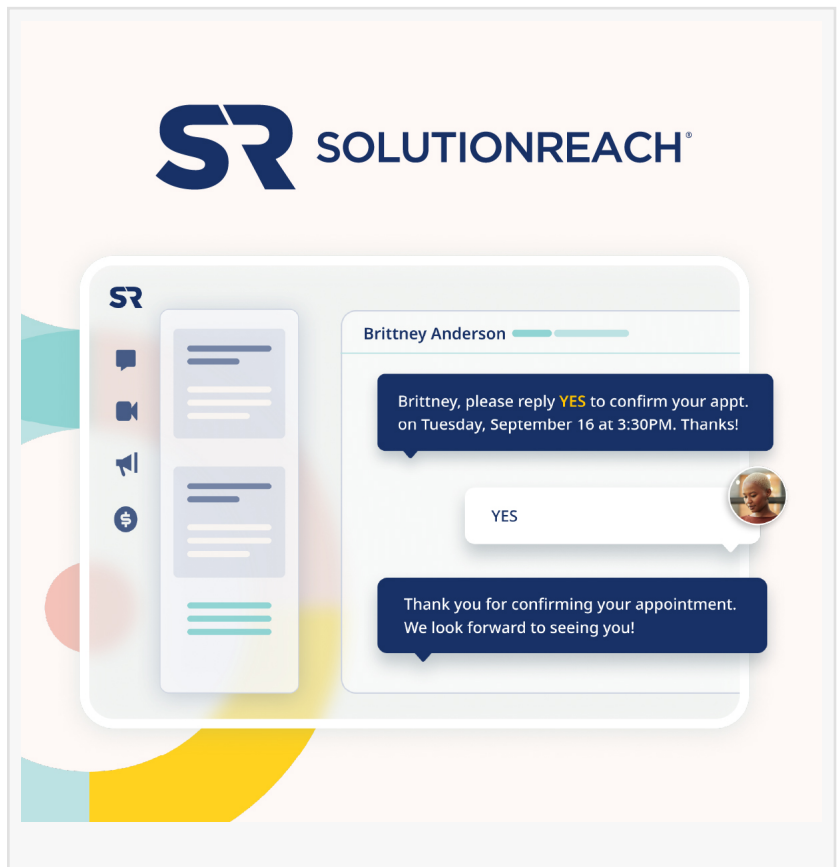 SR SOLUTIONREACH®
SR
Brittney Anderson
Brittney, please reply YES to confirm your appt.
on Tuesday, September 16 at 3:30PM. Thanks!
YES
$
Thank you for confirming your appointment.
We look forward to seeing you!